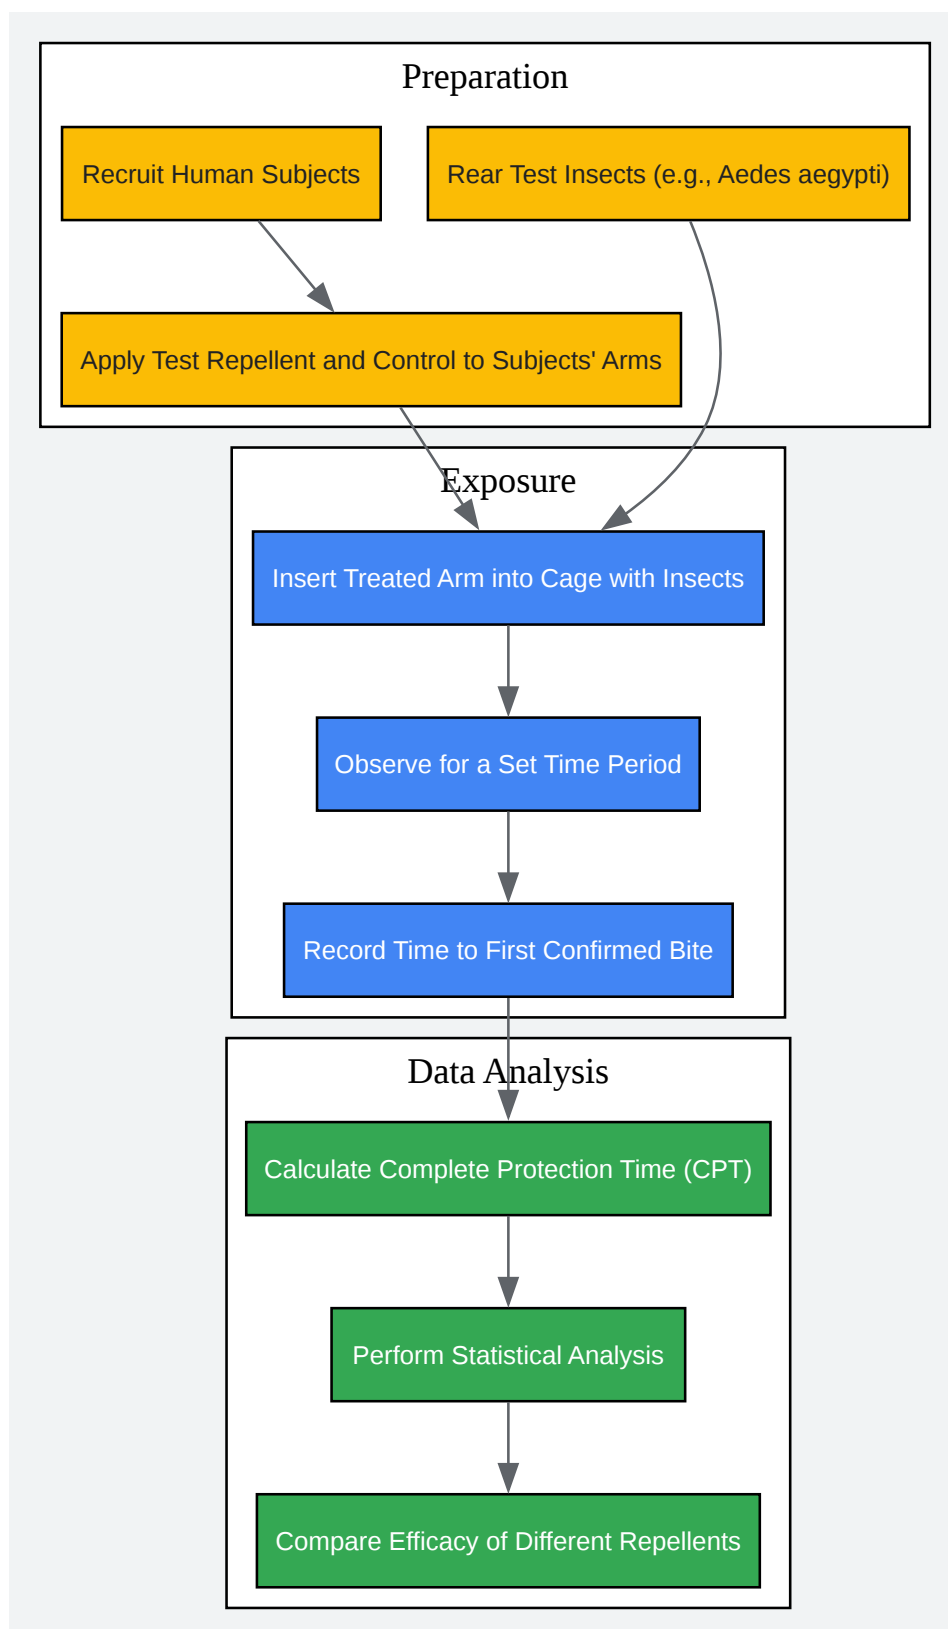 Preparation
Recruit Human Subjects
Rear Test Insects (e.g., Aedes aegypti)
Apply Test Repellent and Control to Subjects' Arms
Exposure
Insert Treated Arm into Cage with Insects
Observe for a Set Time Period
Record Time to First Confirmed Bite
Data Analysis
Calculate Complete Protection Time (CPT)
Perform Statistical Analysis
Compare Efficacy of Different Repellents